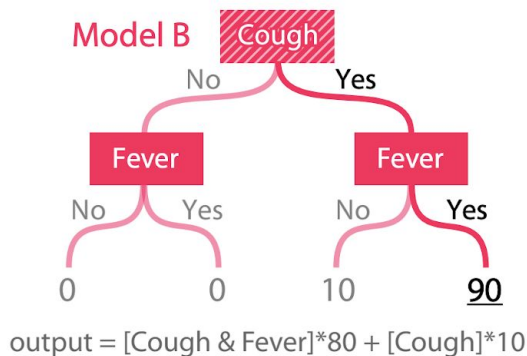 Model B
Cough
No
Yes
Fever
Fever
No
Yes
No
Yes
0
0
10
90
output = [Cough & Fever]*80 + [Cough]*10